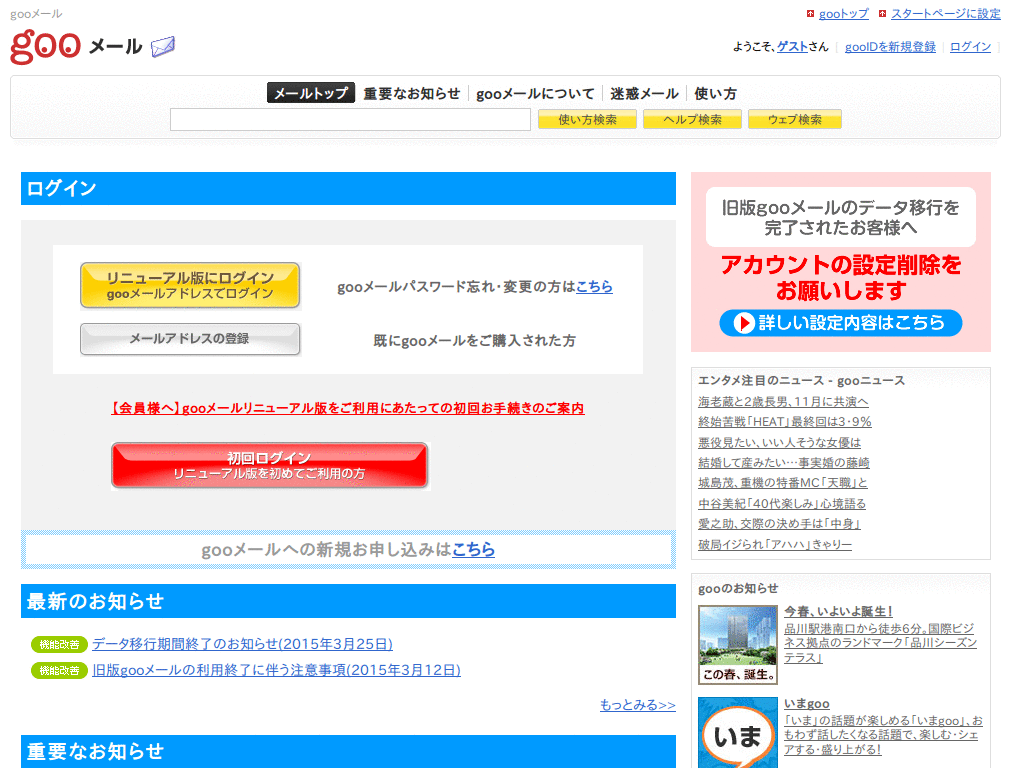 gooメール
gooトップ スタートページに設定
goo メール
ようこそ、ゲストさん | gooIDを新規登録 | ログイン |
メールトップ 重要なお知らせ gooメールについて 迷惑メール 使い方
使い方検索 ヘルプ検索 ウェブ検索
ログイン
リニューアル版にログイン
gooメールアドレスでログイン
gooメールパスワード忘れ・変更の方はこちら
メールアドレスの登録
既にgooメールをご購入された方
【会員様へ】gooメールリニューアル版をご利用にあたっての初回お手続きのご案内
初回ログイン
リニューアル版を初めてご利用の方
gooメールへの新規お申し込みはこちら
最新のお知らせ
機能改善 データ移行期間終了のお知らせ(2015年3月25日)
機能改善 旧版gooメールの利用終了に伴う注意事項(2015年3月12日)
もっとみる>>
重要なお知らせ
旧版gooメールのデータ移行を
完了されたお客様へ
アカウントの設定削除を
お願いします
詳しい設定内容はこちら
エンタメ注目のニュース - gooニュース
海老蔵と2歳長男、11月に共演へ
終始苦戦「HEAT」最終回は3・9%
悪役見たい、いい人そうな女優は
結婚して産みたい…事実婚の藤崎
城島茂、重機の特番MC「天職」と
中谷美紀「40代楽しみ」心境語る
愛之助、交際の決め手は「中身」
破局イジられ「アハハ」きゃりー
gooのお知らせ
この春、誕生。
今春、いよいよ誕生！
品川駅港南口から徒歩6分。国際ビジ
ネス拠点のランドマーク「品川シーズン
テラス」
いま
いまgoo
「いま」の話題が楽しめる「いまgoo」、お
もわず話したくなる話題で、楽しむ・シェ
アする・盛り上がる！